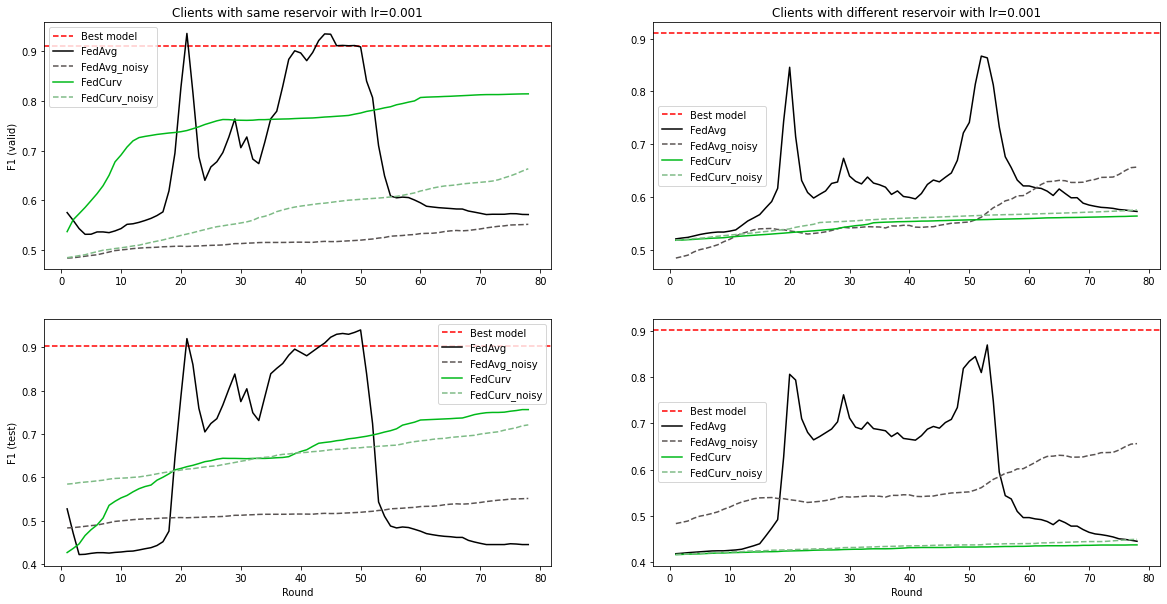 Clients with same reservoir with lr=0.001
F1 (valid)
0.9
0.8
0.7
0.6
0.5
Best model
FedAvg
FedAvg_noisy
FedCurv
FedCurv_noisy
0 10 20 30 40 50 60 70 80
Clients with different reservoir with lr=0.001
0.9
0.8
0.7
0.6
0.5
Best model
FedAvg
FedAvg_noisy
FedCurv
FedCurv_noisy
0 10 20 30 40 50 60 70 80
F1 (test)
0.9
0.8
0.7
0.6
0.5
0.4
Best model
FedAvg
FedAvg_noisy
FedCurv
FedCurv_noisy
0 10 20 30 40 50 60 70 80
Round
0.9
0.8
0.7
0.6
0.5
0.4
Best model
FedAvg
FedAvg_noisy
FedCurv
FedCurv_noisy
0 10 20 30 40 50 60 70 80
Round